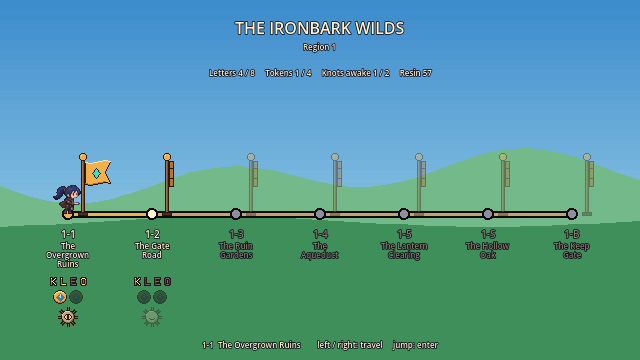 THE IRONBARK WILDS
Region 1
Letters 4 / 8 Tokens 1 / 4 Knots awake 1 / 2 Resin 57
1-1 1-2 1-3 1-4 1-5 1-S 1-B
The Overgrown Ruins
The Gate Road
The Ruin Gardens
The Aqueduct
The Lantern Clearing
The Hollow Oak
The Keep Gate
K L E O
K L E O
1-1 The Overgrown Ruins left / right: travel jump: enter